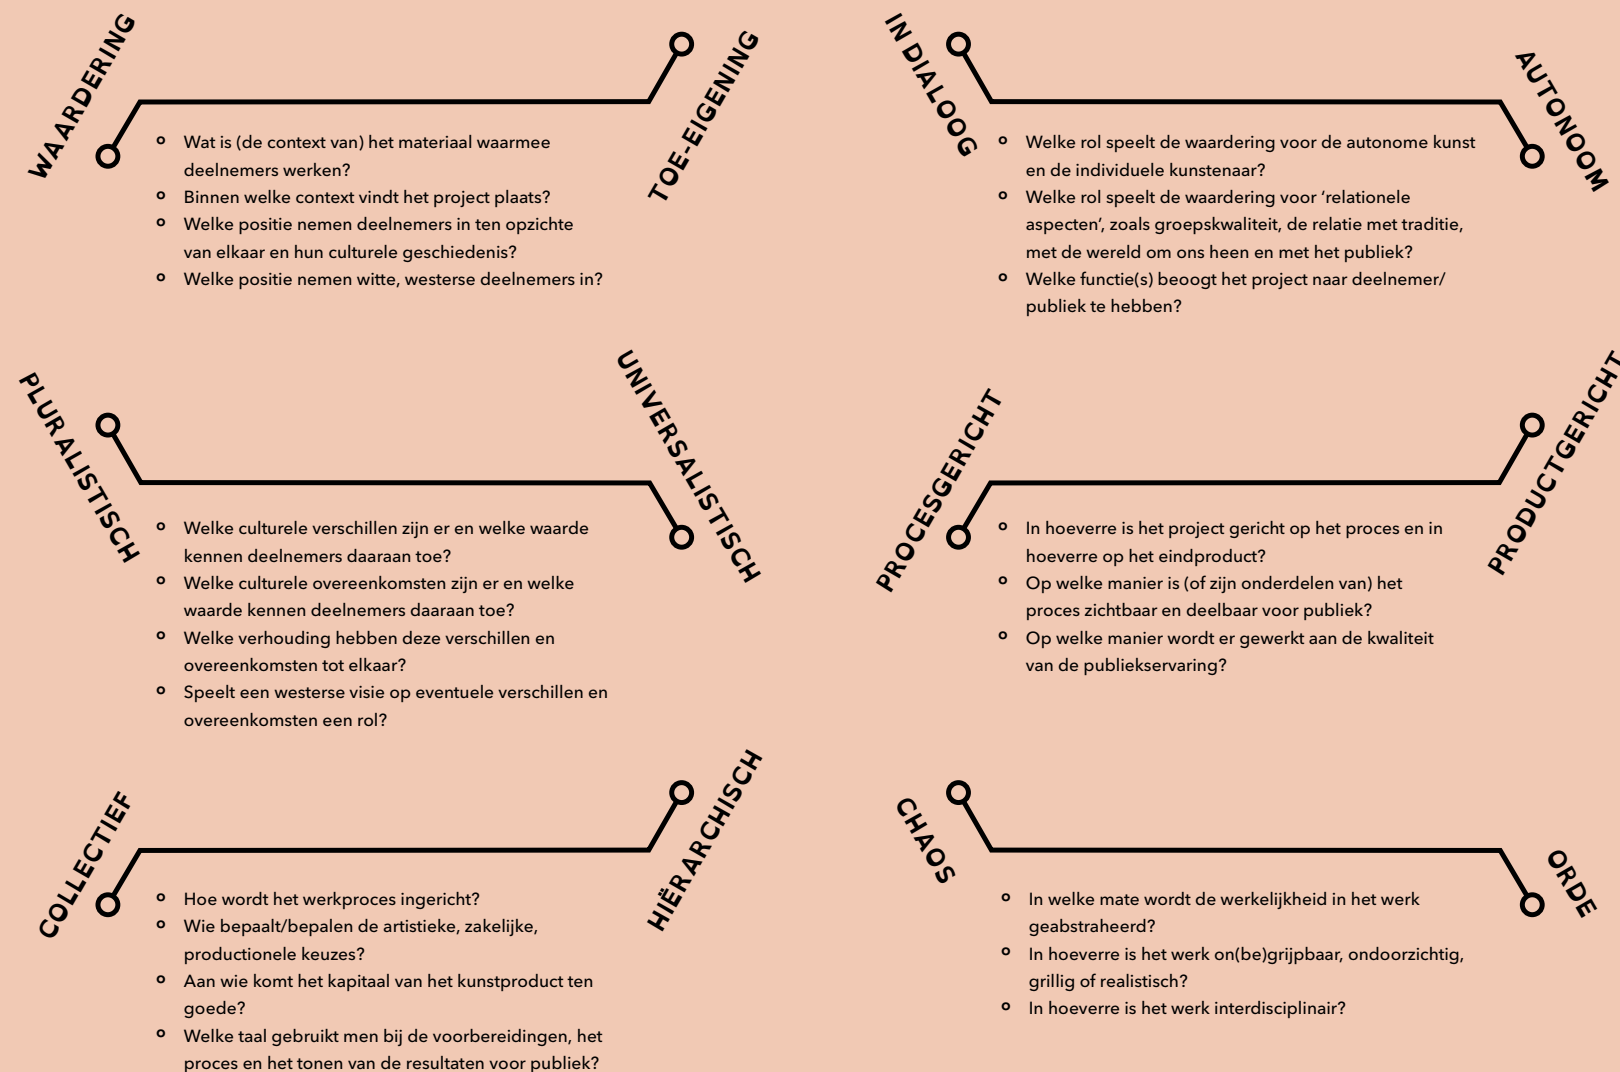 WAARDERING
TOE-EIGENING
° Wat is (de context van) het materiaal waarmee
deelnemers werken?
° Binnen welke context vindt het project plaats?
° Welke positie nemen deelnemers in ten opzichte
van elkaar en hun culturele geschiedenis?
° Welke positie nemen witte, westerse deelnemers in?
IN DIALOOG
AUTONOOM
° Welke rol speelt de waardering voor de autonome kunst
en de individuele kunstenaar?
° Welke rol speelt de waardering voor ‘relationele
aspecten’, zoals groepskwaliteit, de relatie met traditie,
met de wereld om ons heen en met het publiek?
° Welke functie(s) beoogt het project naar deelnemer/
publiek te hebben?
PLURALISTISCH
UNIVERSALISTISCH
° Welke culturele verschillen zijn er en welke waarde
kennen deelnemers daaraan toe?
° Welke culturele overeenkomsten zijn er en welke
waarde kennen deelnemers daaraan toe?
° Welke verhouding hebben deze verschillen en
overeenkomsten tot elkaar?
° Speelt een westerse visie op eventuele verschillen en
overeenkomsten een rol?
PROCESGERICHT
PRODUCTGERICHT
° In hoeverre is het project gericht op het proces en in
hoeverre op het eindproduct?
° Op welke manier is (of zijn onderdelen van) het
proces zichtbaar en deelbaar voor publiek?
° Op welke manier wordt er gewerkt aan de kwaliteit
van de publiekservaring?
COLLECTIEF
HIËRARCHISCH
° Hoe wordt het werkproces ingericht?
° Wie bepaalt/bepalen de artistieke, zakelijke,
productionele keuzes?
° Aan wie komt het kapitaal van het kunstproduct ten
goede?
° Welke taal gebruikt men bij de voorbereidingen, het
proces en het tonen van de resultaten voor publiek?
CHAOS
ORDE
° In welke mate wordt de werkelijkheid in het werk
geabstraheerd?
° In hoeverre is het werk on(be)grijpbaar, ondoorzichtig,
grillig of realistisch?
° In hoeverre is het werk interdisciplinair?